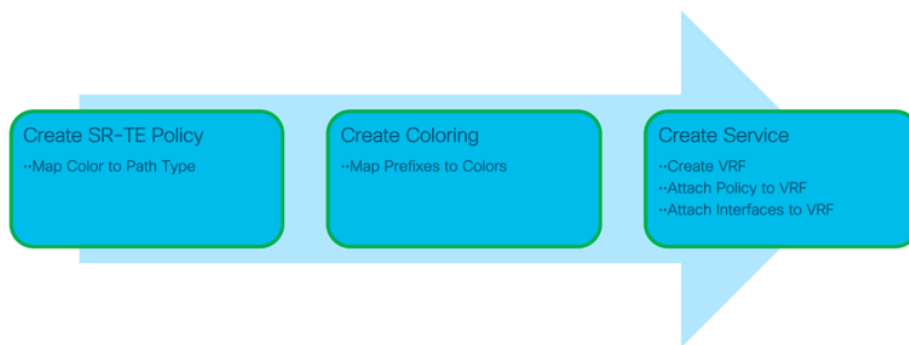 Create SR-TE Policy
··Map Color to Path Type
Create Coloring
··Map Prefixes to Colors
Create Service
··Create VRF
··Attach Policy to VRF
··Attach Interfaces to VRF